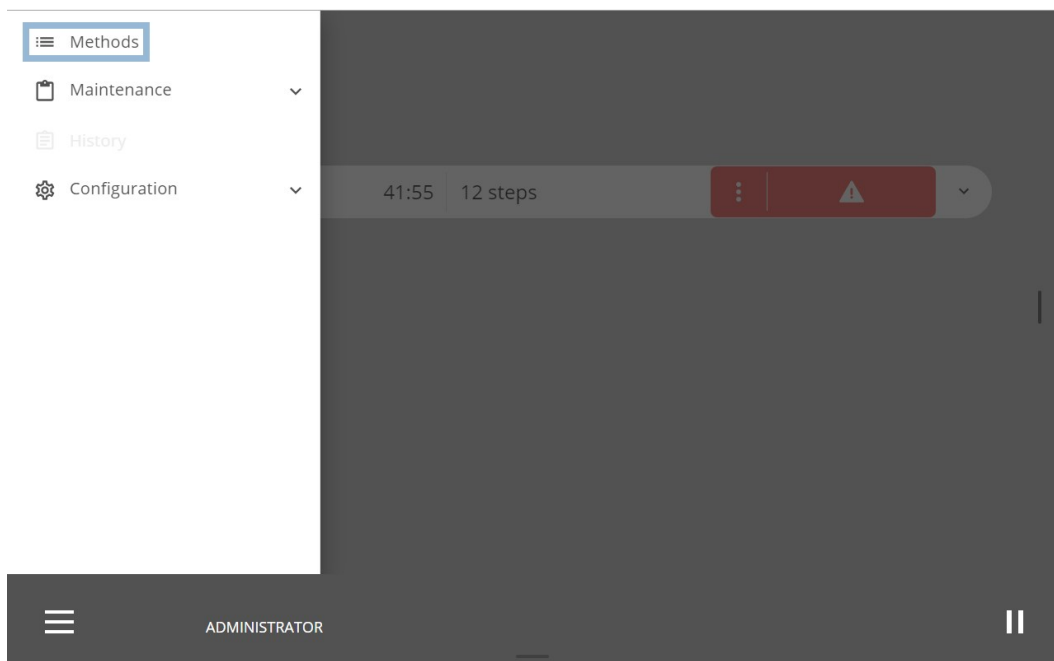 Methods
Maintenance
History
Configuration
41:55 12 steps
ADMINISTRATOR